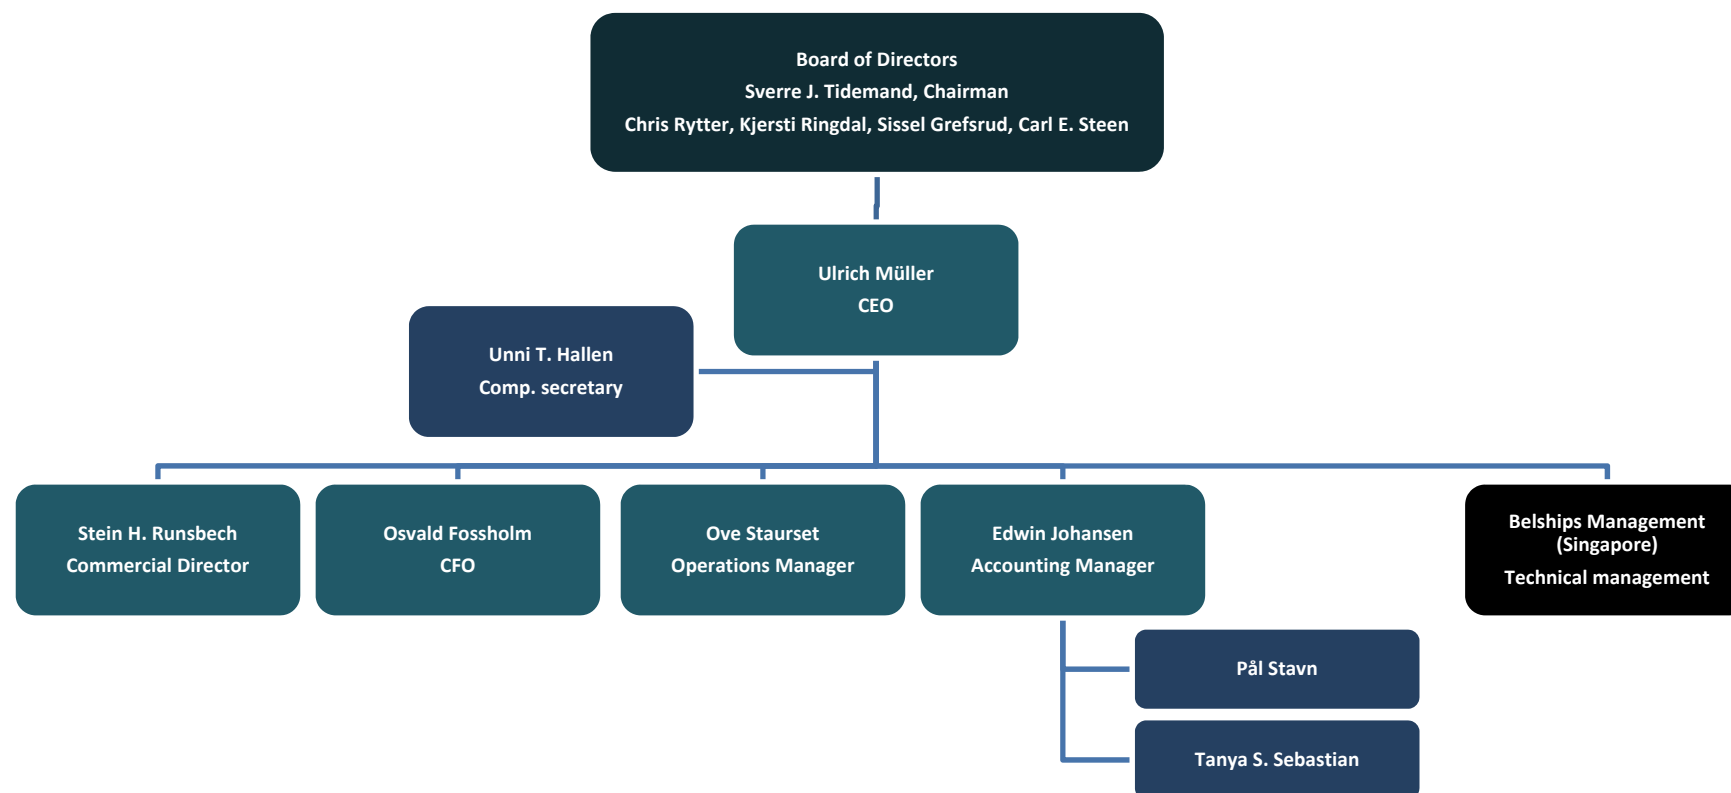 Board of Directors
Sverre J. Tidemand, Chairman
Chris Rytter, Kjersti Ringdal, Sissel Grefsrud, Carl E. Steen
Ulrich Müller
CEO
Unni T. Hallen
Comp. secretary
Stein H. Runsbech
Commercial Director
Osvald Fossholm
CFO
Ove Staurset
Operations Manager
Edwin Johansen
Accounting Manager
Belships Management
(Singapore)
Technical management
Pål Stavn
Tanya S. Sebastian